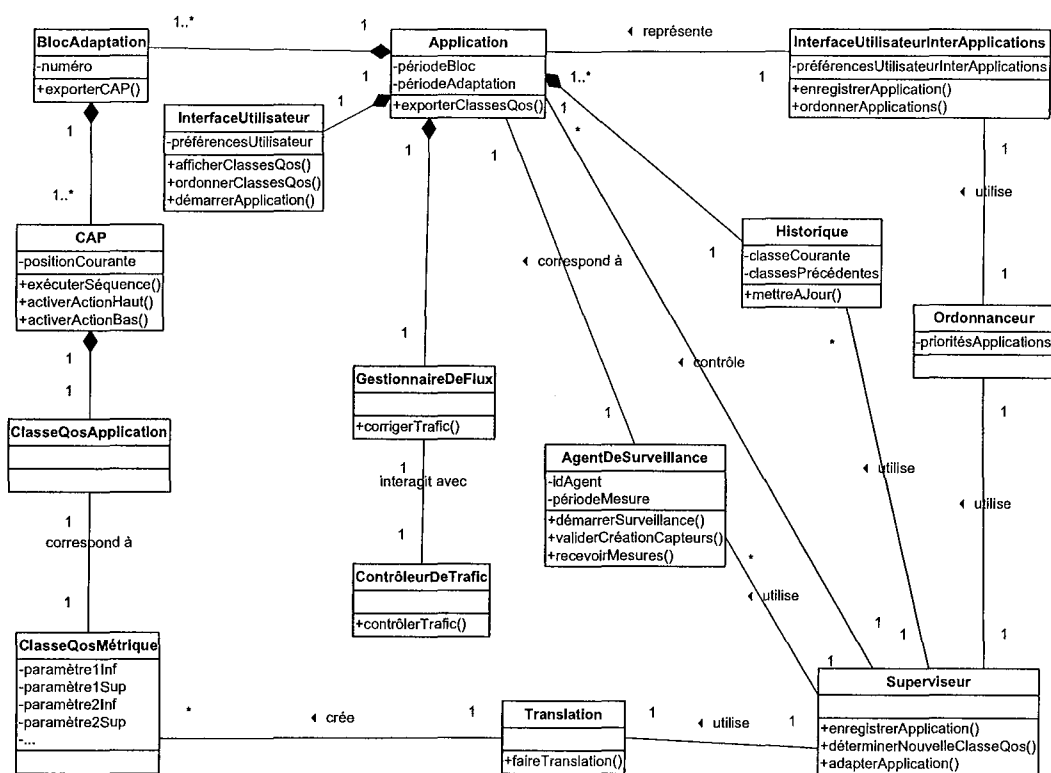 BlocAdaptation
-numéro
+exporterCAP()
1..*
1
Application
-périodeBloc
-périodeAdaptation
+exporterClassesQos()
représente
1..*
1
InterfaceUtilisateurInterApplications
-préférencesUtilisateurInterApplications
+enregistrerApplication()
+ordonnerApplications()
1
InterfaceUtilisateur
-préférencesUtilisateur
+afficherClassesQos()
+ordonnerClassesQos()
+démarrerApplication()
1
1
1
1
*
1
utilise
1
1..*
CAP
-positionCourante
+exécuterSéquence()
+activerActionHaut()
+activerActionBas()
correspond à
1
Historique
-classeCourante
-classesPrécédentes
+mettreAJour()
Ordonnanceur
-prioritésApplications
1
1
1
GestionnaireDeFlux
+corrigerTrafic()
contrôle
*
1
ClasseQosApplication
1
AgentDeSurveillance
-idAgent
-périodeMesure
+démarrerSurveillance()
+validerCréationCapteurs()
+recevoirMesures()
utilise
utilise
1
interagit avec
1
1
correspond à
1
ContrôleurDeTrafic
+contrôlerTrafic()
*
utilise
ClasseQosMétrique
-paramètre1Inf
-paramètre1Sup
-paramètre2Inf
-paramètre2Sup
-...
1
1
1
1
Superviseur
+enregistrerApplication()
+déterminerNouvelleClasseQos()
+adapterApplication()
*
crée
1
Translation
+faireTranslation()
1
utilise
1